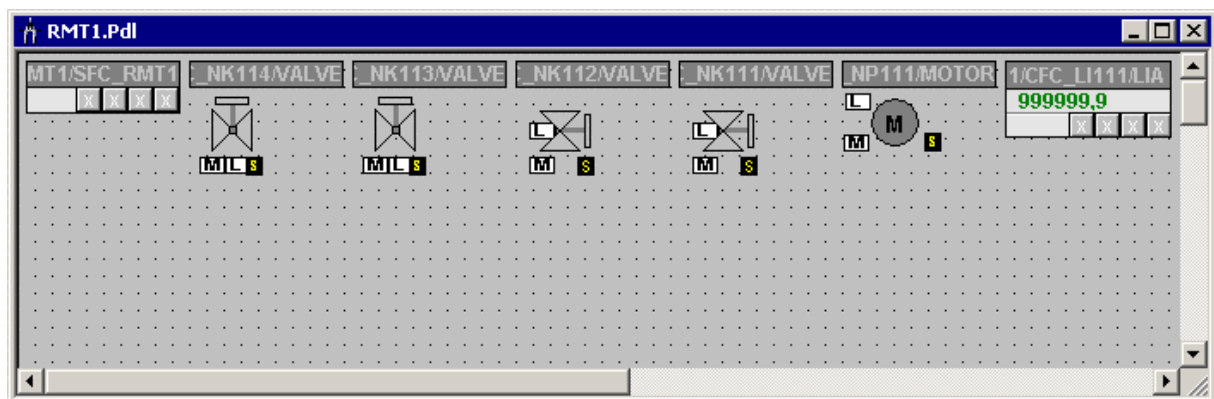 RMT1.Pdl
MT1/SFC_RMT1 :_NK114/VALVE :_NK113/VALVE :_NK112/VALVE :_NK111/VALVE _NP111/MOTOR 1/CFC_LI111/LIA
X X X X L 999999,9
L L M X X X X
M L S M L S M S M S M S